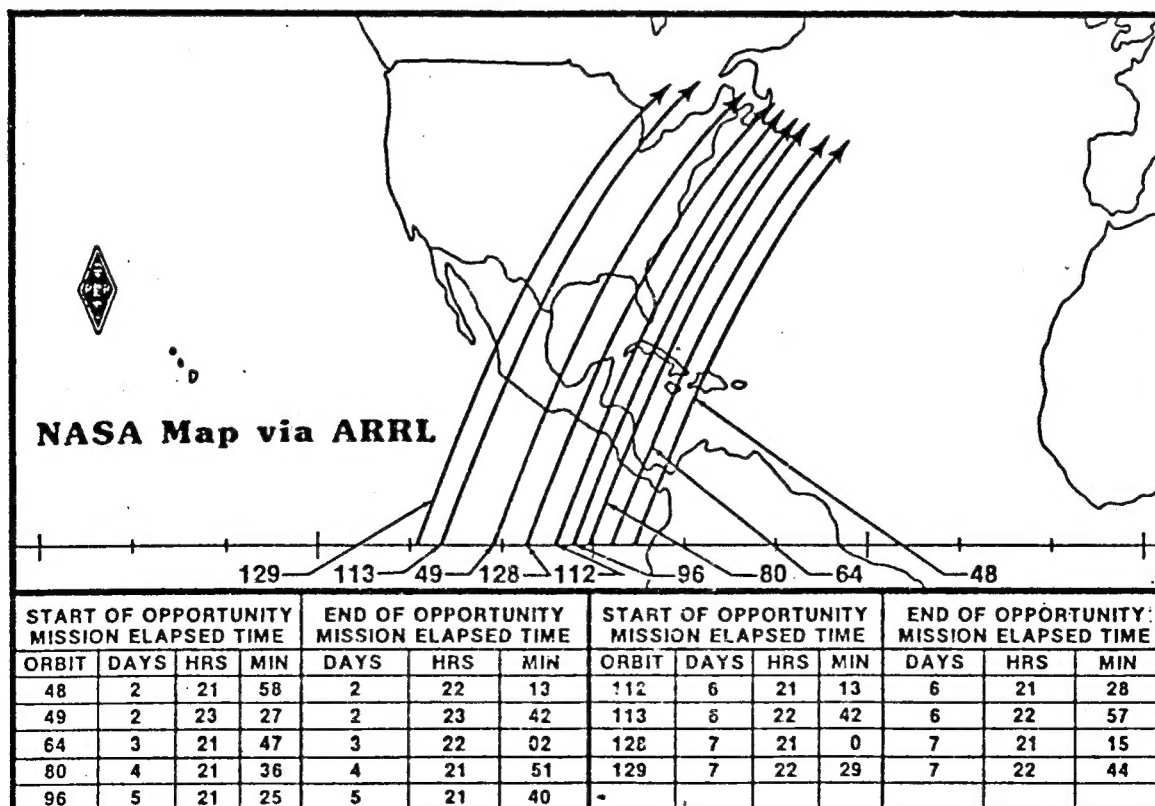 NASA Map via ARRL
129 113 49 128 112 96 80 64 48
START OF OPPORTUNITY MISSION ELAPSED TIME END OF OPPORTUNITY MISSION ELAPSED TIME START OF OPPORTUNITY MISSION ELAPSED TIME END OF OPPORTUNITY MISSION ELAPSED TIME
ORBIT DAYS HRS MIN DAYS HRS MIN ORBIT DAYS HRS MIN DAYS HRS MIN
48 2 21 58 2 22 13 112 6 21 13 6 21 28
49 2 23 27 2 23 42 113 6 22 42 6 22 57
64 3 21 47 3 22 02 128 7 21 0 7 21 15
80 4 21 36 4 21 51 129 7 22 29 7 22 44
96 5 21 25 5 21 40